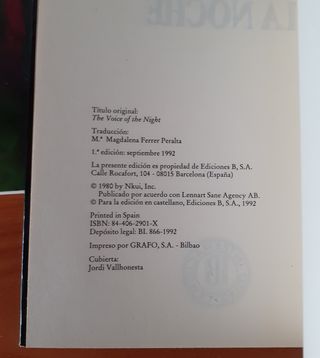 LA NOCHE
Título original:
The Voice of the Night
Traducción:
M.ª Magdalena Ferrer Peralta
1.ª edición: septiembre 1992
La presente edición es propiedad de Ediciones B, S.A.
Calle Rocafort, 104 - 08015 Barcelona (España)
© 1980 by Nkui, Inc.
Publicado por acuerdo con Lennart Sane Agency AB.
© Para la edición en castellano, Ediciones B, S.A., 1992
Printed in Spain
ISBN: 84-406-2901-X
Depósito legal: BI. 866-1992
Impreso por GRAFO, S.A. - Bilbao
Cubierta:
Jordi Vallhonesta